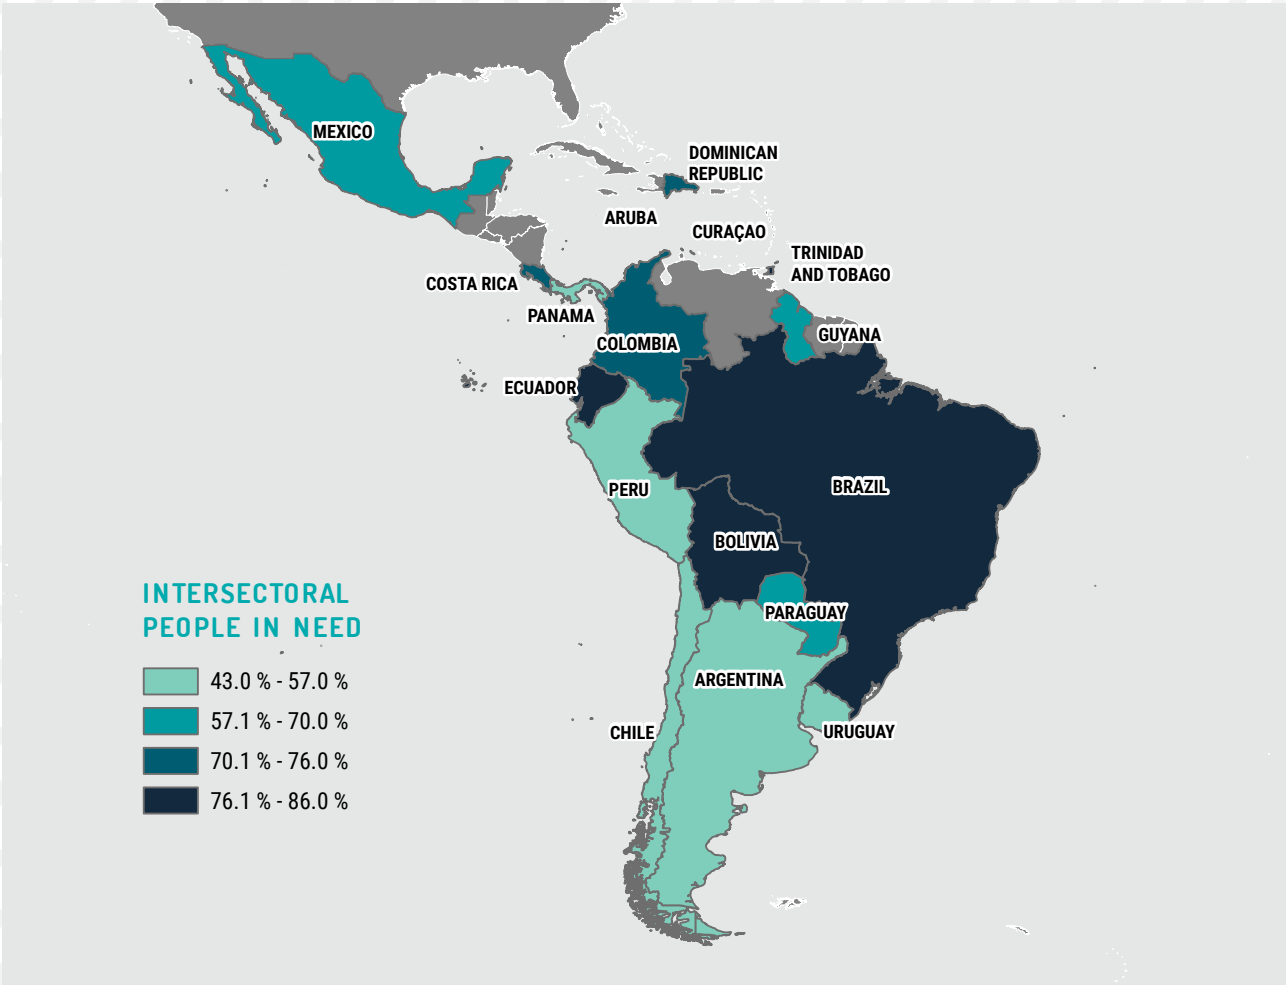 MEXICO
DOMINICAN
REPUBLIC
ARUBA
CURAÇAO
TRINIDAD
AND TOBAGO
COSTA RICA
PANAMA
COLOMBIA
GUYANA
ECUADOR
BRAZIL
PERU
BOLIVIA
PARAGUAY
ARGENTINA
CHILE
URUGUAY
INTERSECTORAL
PEOPLE IN NEED
43.0 % - 57.0 %
57.1 % - 70.0 %
70.1 % - 76.0 %
76.1 % - 86.0 %